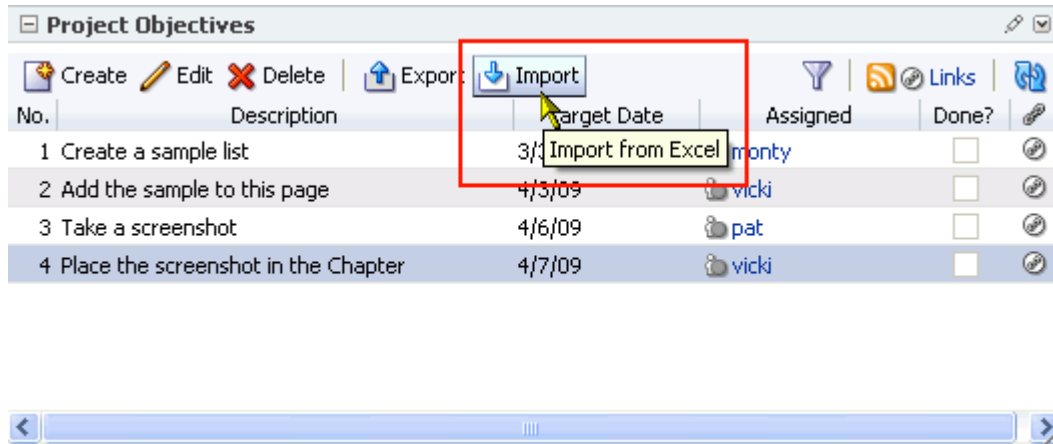 Project Objectives
Create Edit Delete Export Import Links
No. Description Target Date Assigned Done?
1 Create a sample list 3/ Import from Excel monty
2 Add the sample to this page 4/3/09 vicki
3 Take a screenshot 4/6/09 pat
4 Place the screenshot in the Chapter 4/7/09 vicki